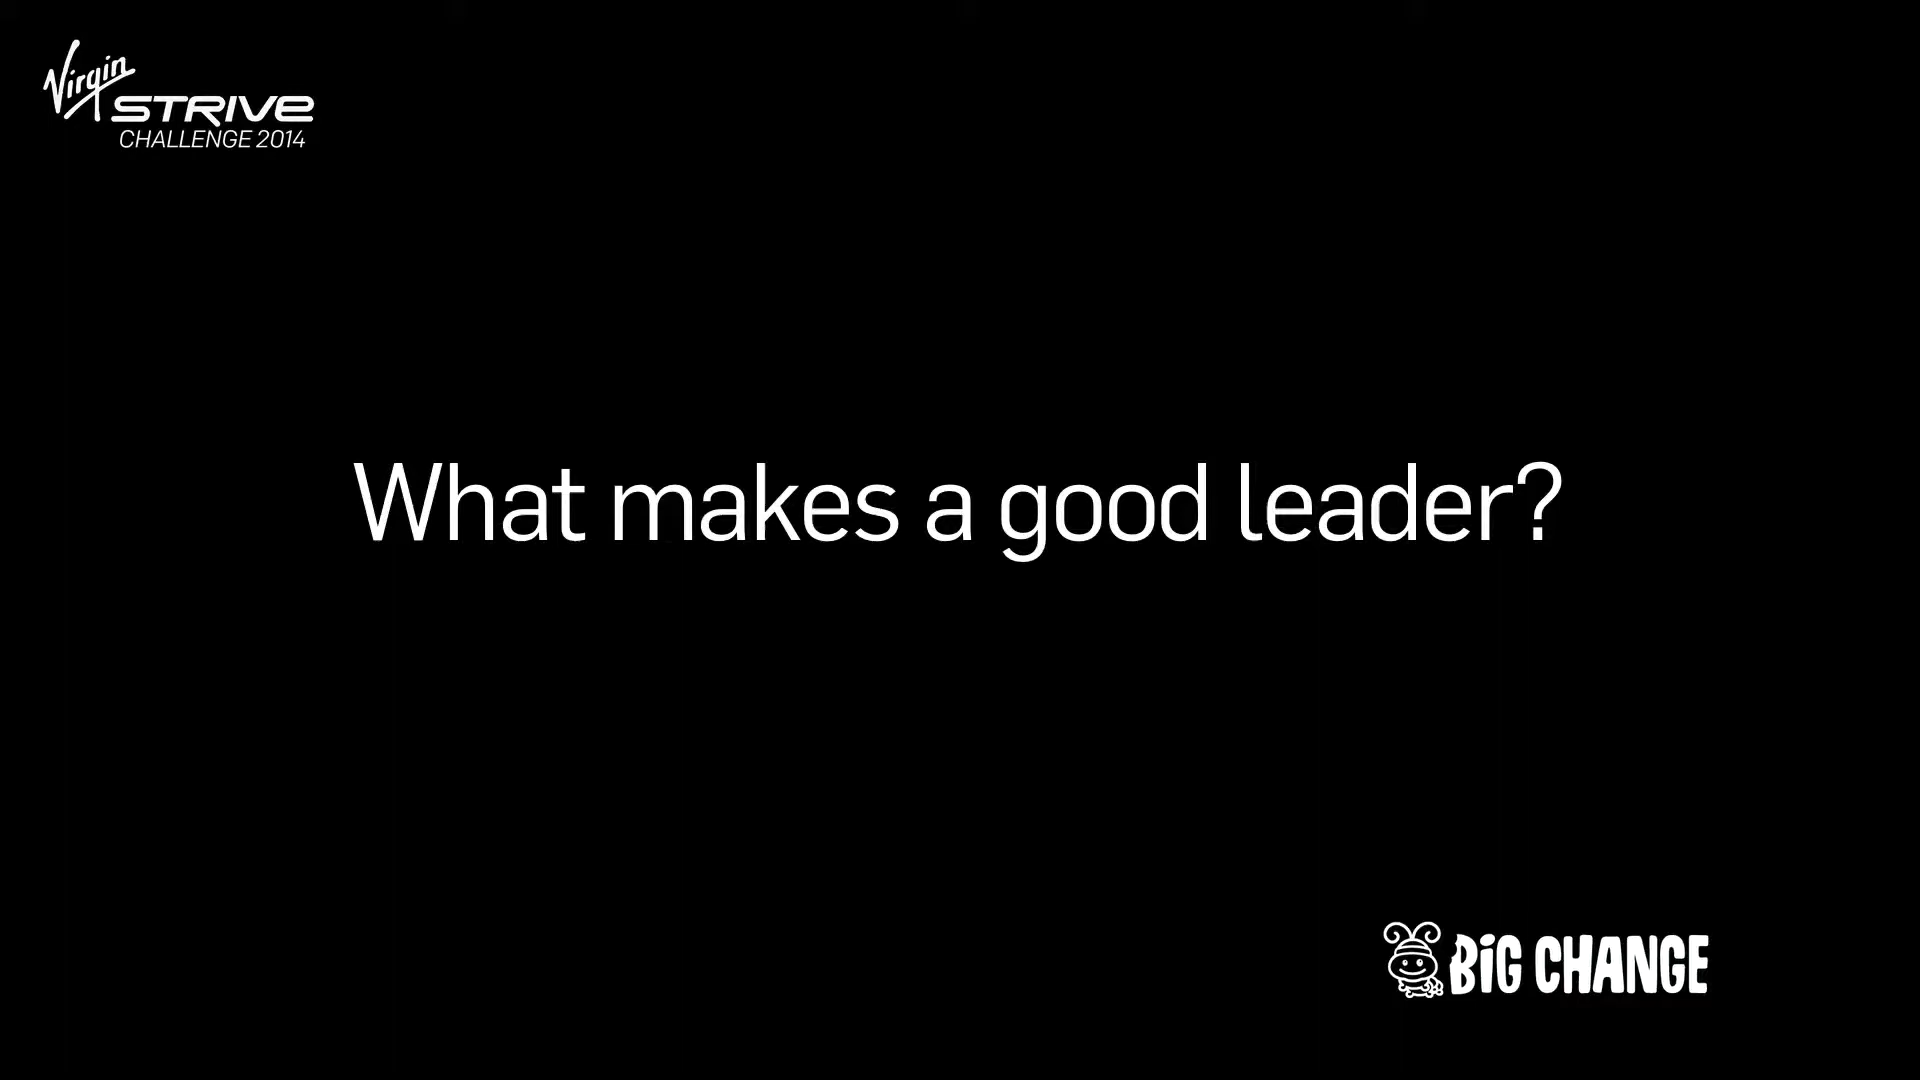 Virgin
STRIVE
CHALLENGE 2014
What makes a good leader?
BiG CHANGE